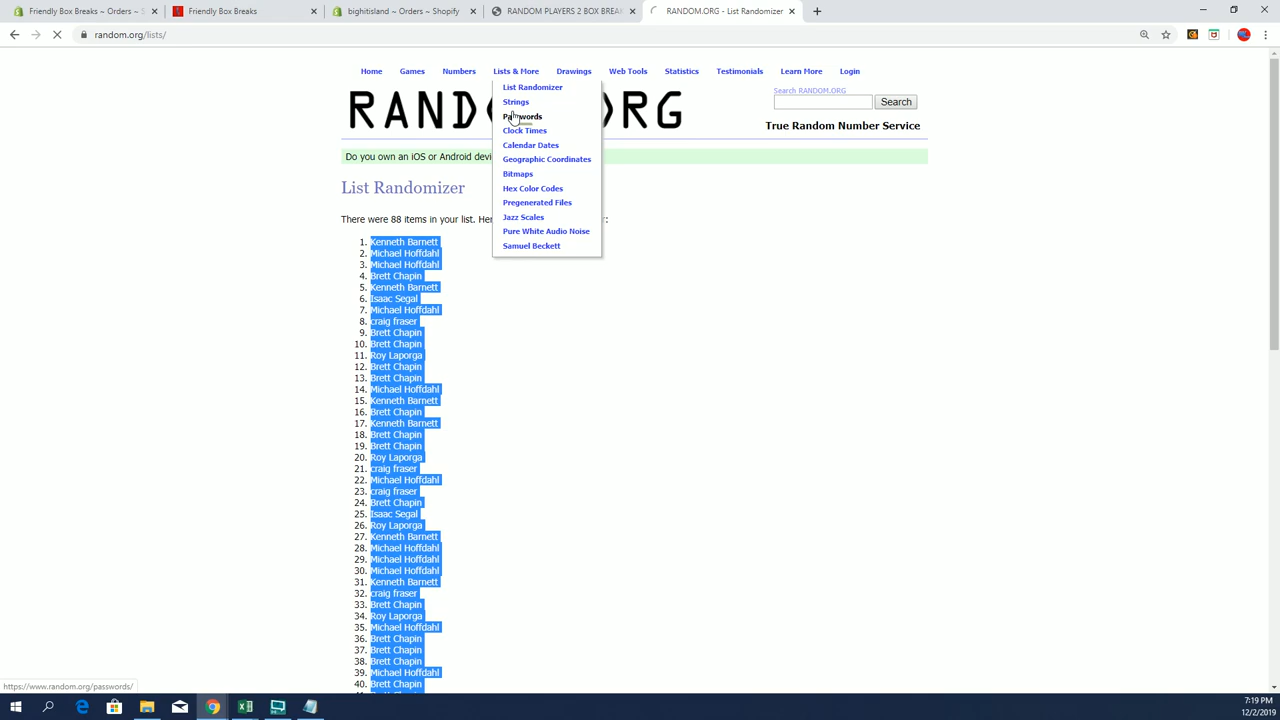 bightisland ~ Orders ~ S
Friendly Box Breaks
bightisland ~ Orders ~ Shopify
RANDOM PLAYERS 2 BOX BREAK
RANDOM.ORG - List Randomizer
random.org/lists/
Home Games Numbers Lists & More Drawings Web Tools Statistics Testimonials Learn More Login
List Randomizer
Strings
Passwords
Clock Times
Calendar Dates
Geographic Coordinates
Bitmaps
Hex Color Codes
Pregenerated Files
Jazz Scales
Pure White Audio Noise
Samuel Beckett
Search RANDOM.ORG
Search
True Random Number Service
Do you own an iOS or Android devi
List Randomizer
There were 88 items in your list. Her
1. Kenneth Barnett
2. Michael Hoffdahl
3. Michael Hoffdahl
4. Brett Chapin
5. Kenneth Barnett
6. Isaac Segal
7. Michael Hoffdahl
8. craig fraser
9. Brett Chapin
10. Brett Chapin
11. Roy Laporga
12. Brett Chapin
13. Brett Chapin
14. Michael Hoffdahl
15. Kenneth Barnett
16. Brett Chapin
17. Kenneth Barnett
18. Brett Chapin
19. Brett Chapin
20. Roy Laporga
21. craig fraser
22. Michael Hoffdahl
23. craig fraser
24. Brett Chapin
25. Isaac Segal
26. Roy Laporga
27. Kenneth Barnett
28. Michael Hoffdahl
29. Michael Hoffdahl
30. Michael Hoffdahl
31. Kenneth Barnett
32. craig fraser
33. Brett Chapin
34. Roy Laporga
35. Michael Hoffdahl
36. Brett Chapin
37. Brett Chapin
38. Brett Chapin
39. Michael Hoffdahl
40. Brett Chapin
https://www.random.org/passwords/
7:19 PM
12/2/2019